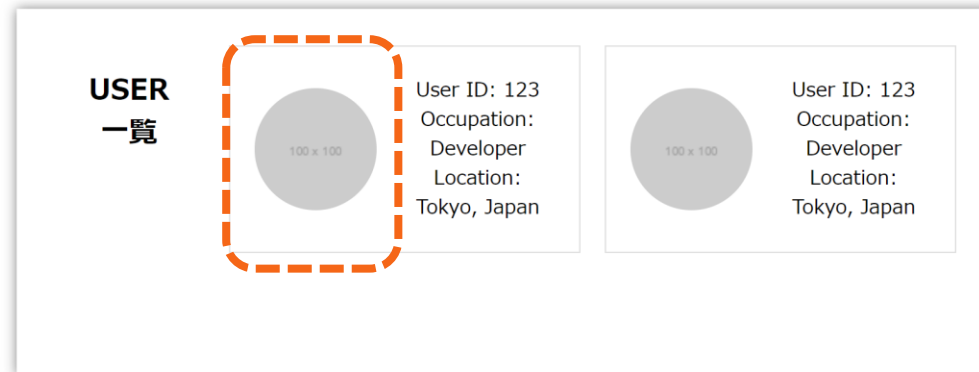 USER
一覧
100 x 100
User ID: 123
Occupation:
Developer
Location:
Tokyo, Japan
100 x 100
User ID: 123
Occupation:
Developer
Location:
Tokyo, Japan